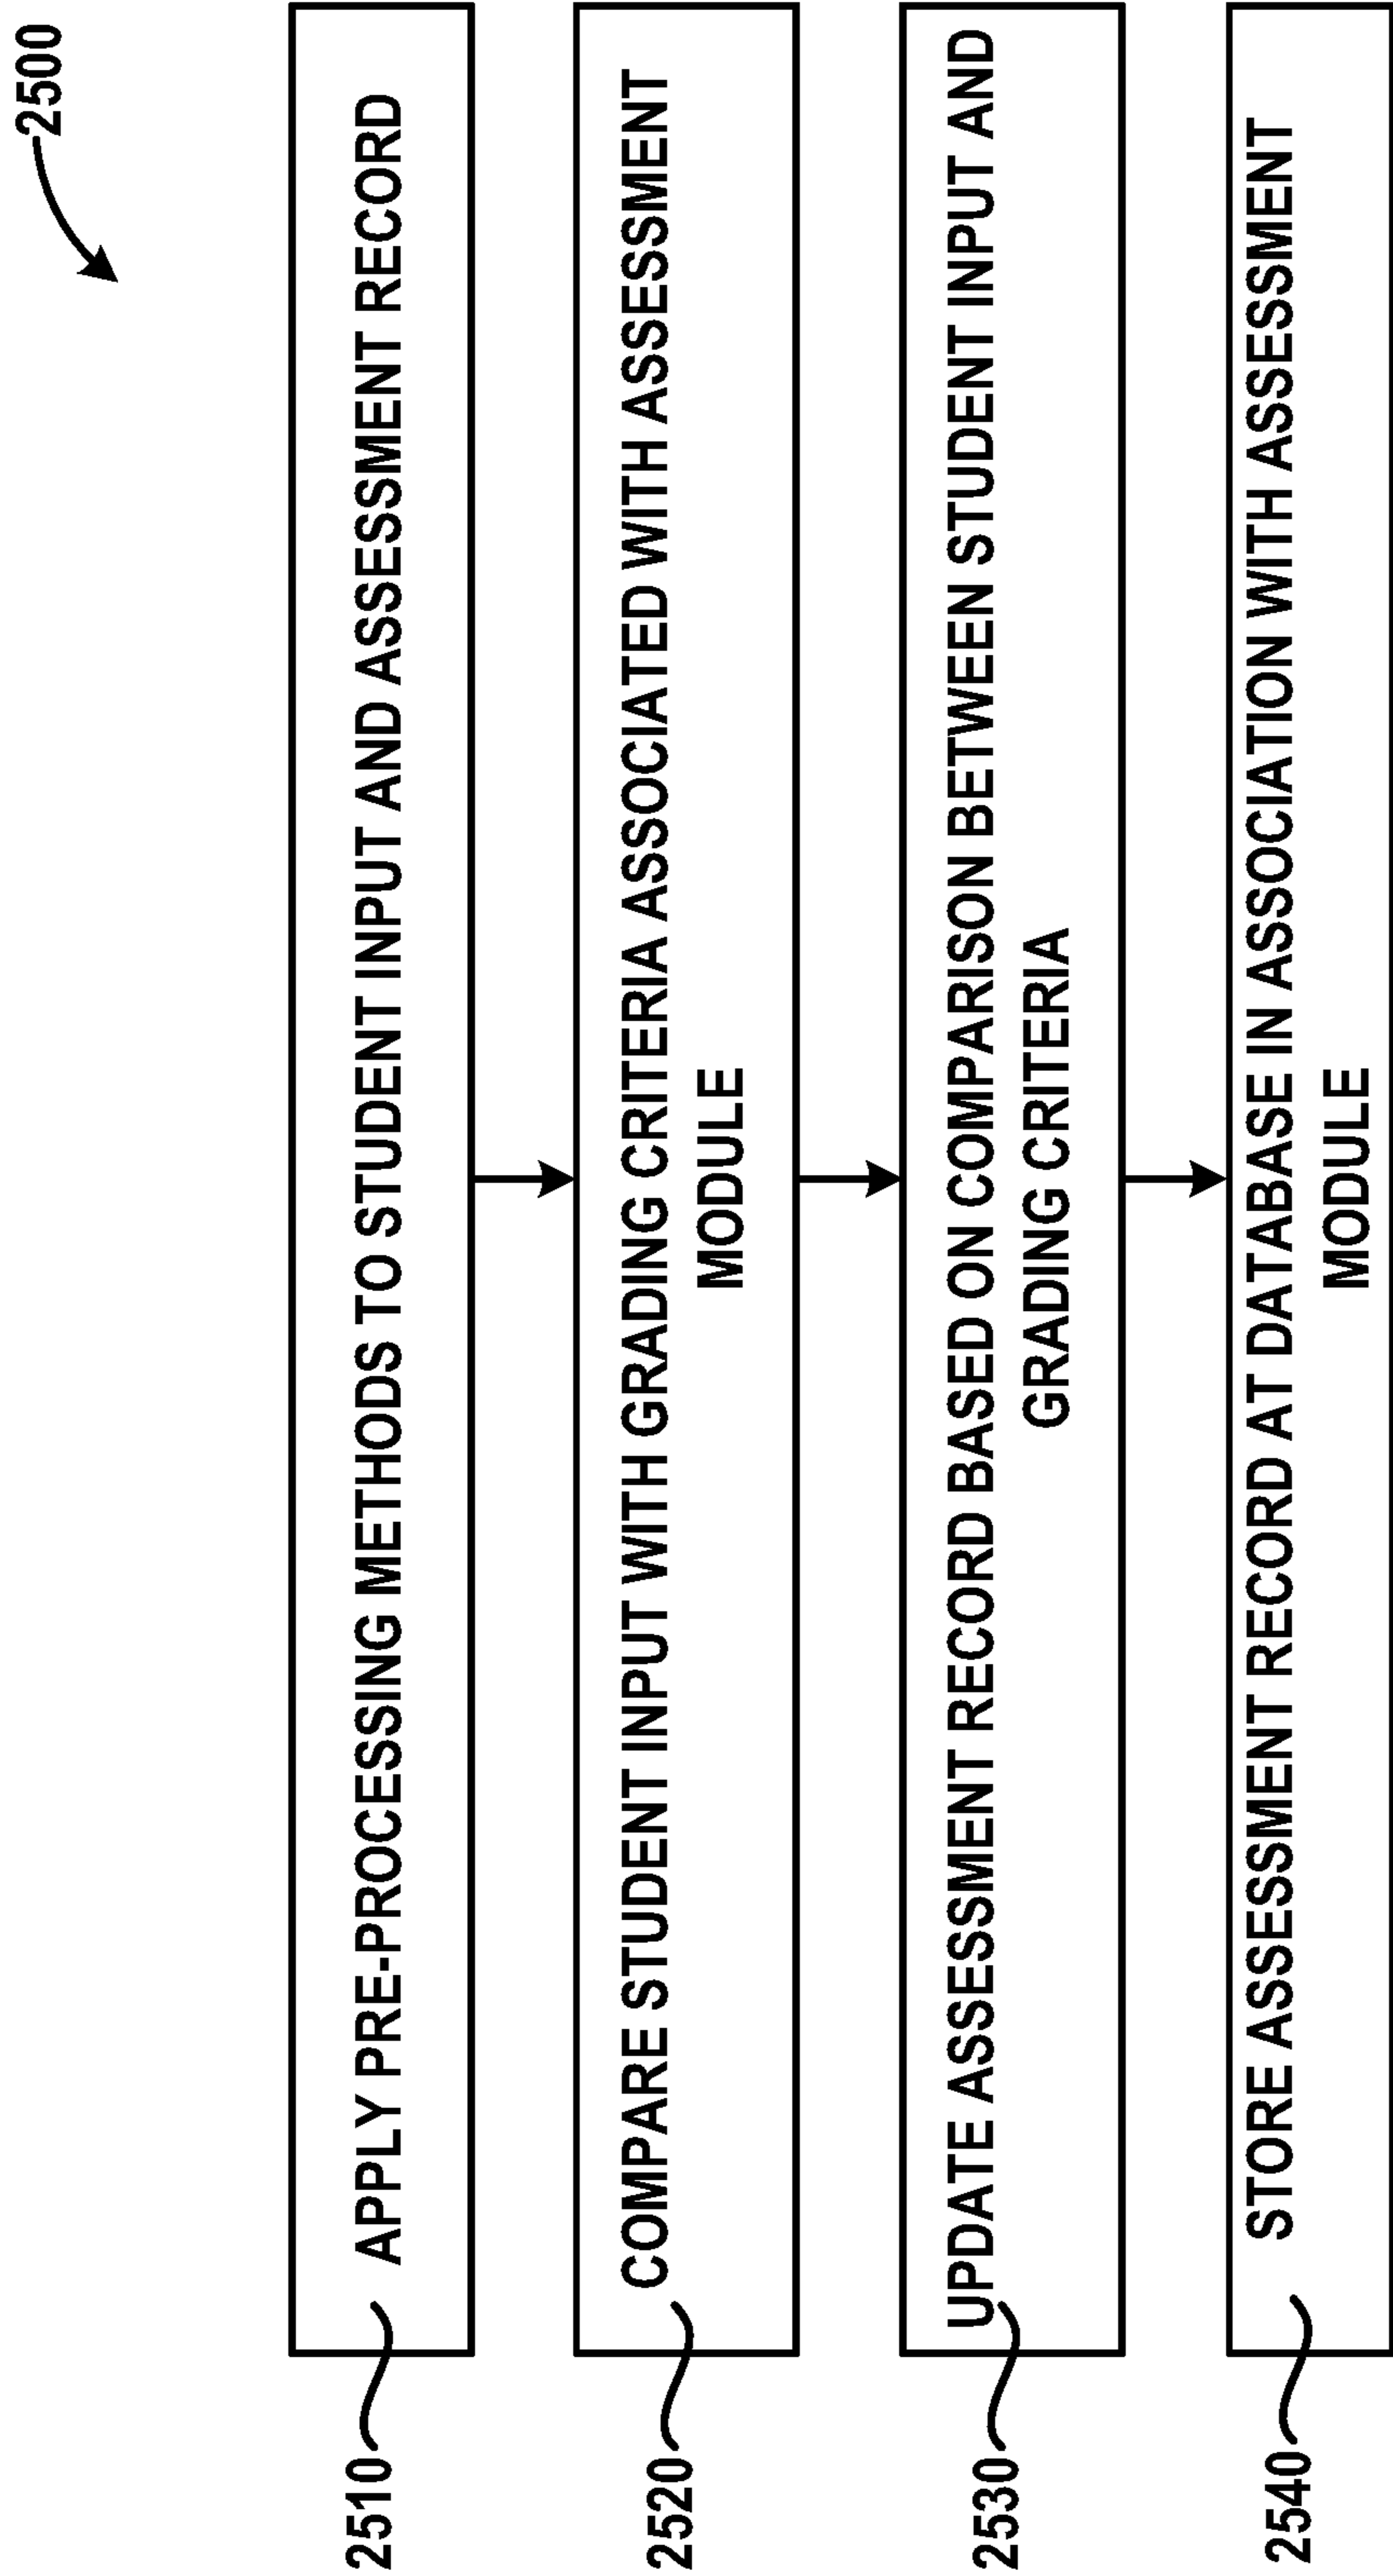 2500
2510
APPLY PRE-PROCESSING METHODS TO STUDENT INPUT AND ASSESSMENT RECORD
2520
COMPARE STUDENT INPUT WITH GRADING CRITERIA ASSOCIATED WITH ASSESSMENT
MODULE
2530
UPDATE ASSESSMENT RECORD BASED ON COMPARISON BETWEEN STUDENT INPUT AND
GRADING CRITERIA
2540
STORE ASSESSMENT RECORD AT DATABASE IN ASSOCIATION WITH ASSESSMENT
MODULE